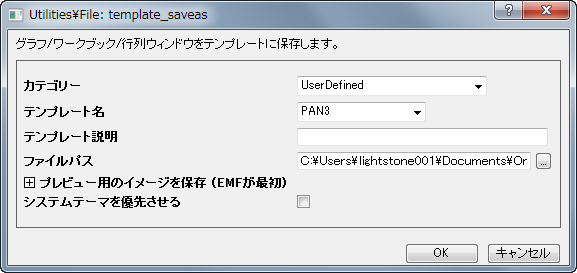 Utilities¥File: template_saveas
グラフ/ワークブック/行列ウィンドウをテンプレートに保存します。
カテゴリー UserDefined
テンプレート名 PAN3
テンプレート説明
ファイルパス C:¥Users¥lightstone001¥Documents¥Or ...
プレビュー用のイメージを保存 (EMFが最初)
システムテーマを優先させる
OK キャンセル